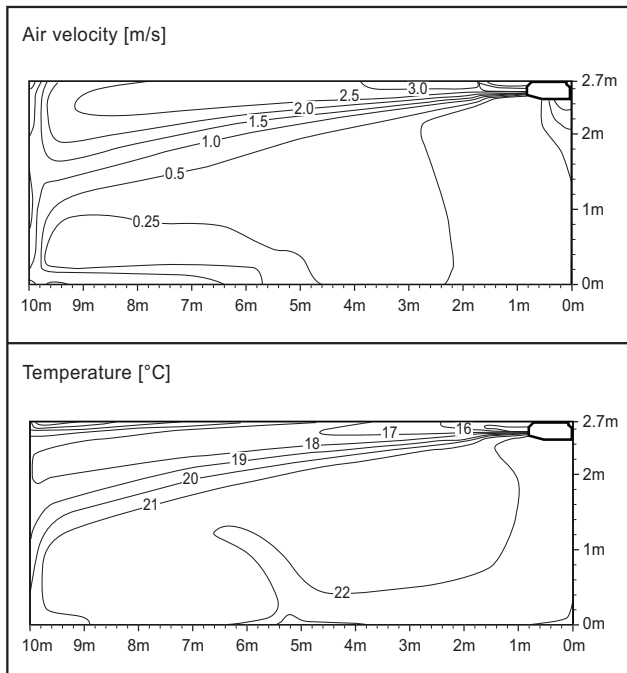 Air velocity [m/s]
2.7m
3.0
2.5
2.0
1.5
2m
1.0
0.5
1m
0.25
0m
10m 9m 8m 7m 6m 5m 4m 3m 2m 1m 0m
Temperature [°C]
2.7m
17 16
18
19
2m
20
21
1m
22
0m
10m 9m 8m 7m 6m 5m 4m 3m 2m 1m 0m